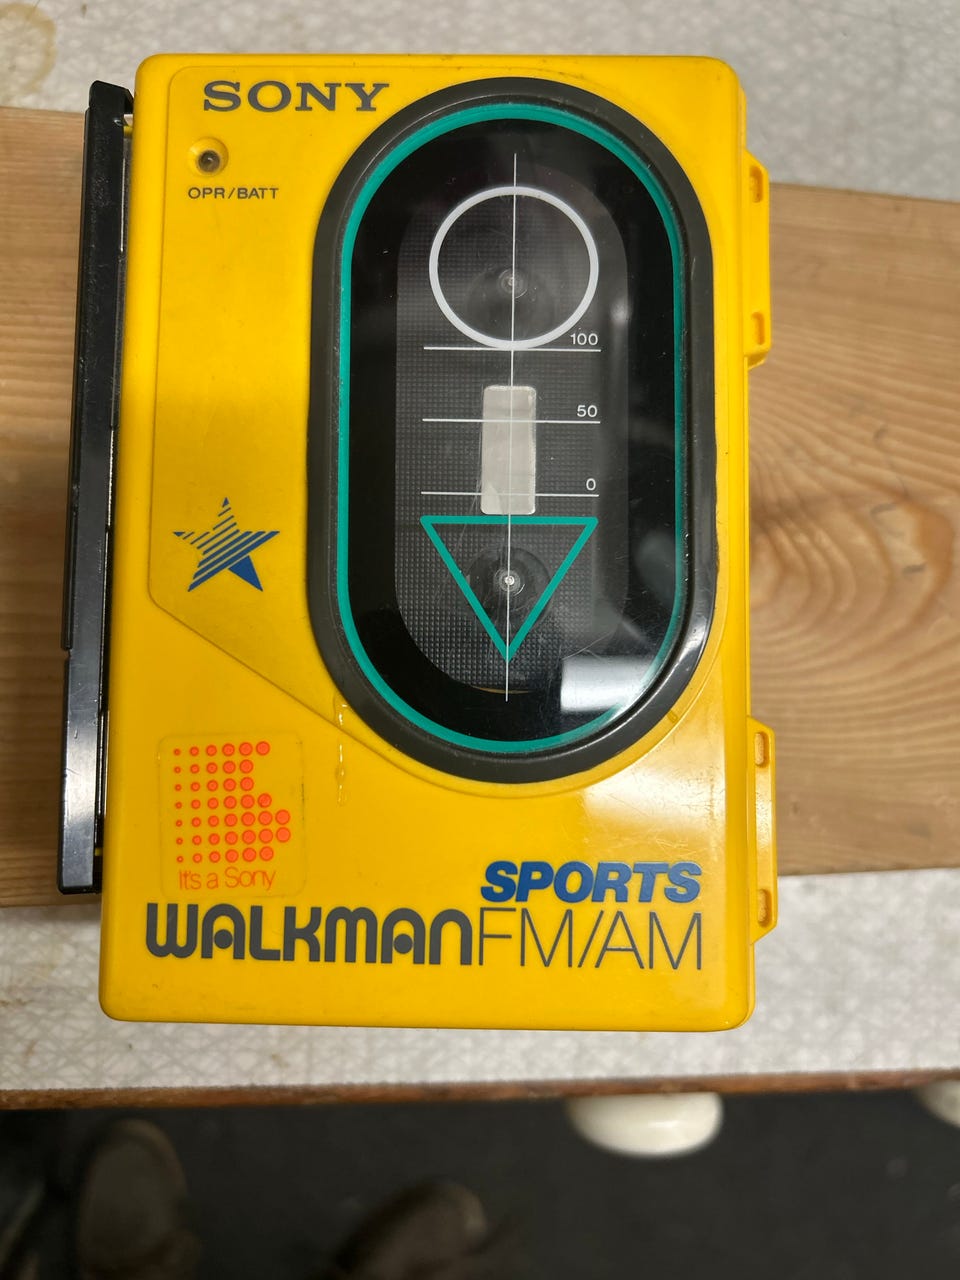 SONY
OPR/BATT
100
50
0
It's a Sony
SPORTS
WALKMAN FM/AM